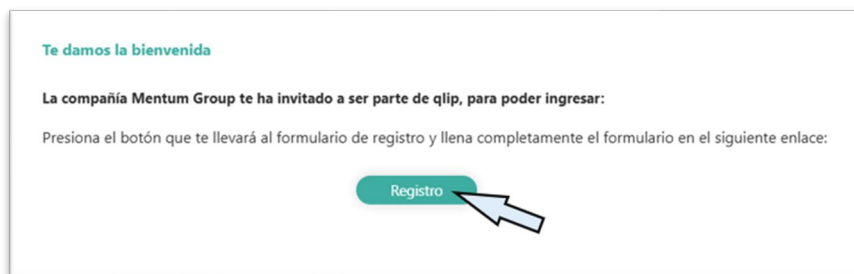 Te damos la bienvenida
La compañía Mentum Group te ha invitado a ser parte de qlip, para poder ingresar:
Presiona el botón que te llevará al formulario de registro y llena completamente el formulario en el siguiente enlace:
Registro